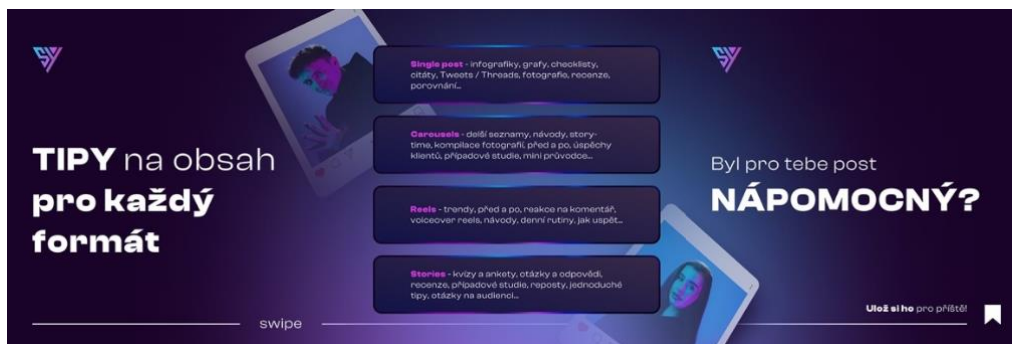 SY
TIPY na obsah
pro každý
formát
swipe
Single post - infografiky, grafy, checklisty,
citáty, Tweets / Threads, fotografie, recenze,
porovnání...
Carousels - delší seznamy, návody, story-
time, kompilace fotografií, před a po, úspěchy
klientů, případové studie, mini průvodce...
Reels - trendy, před a po, reakce na komentář,
voiceover reels, návody, denní rutiny, jak uspět...
Stories - kvízy a ankety, otázky a odpovědi,
recenze, případové studie, reposty, jednoduché
tipy, otázky na audienci...
SY
Byl pro tebe post
NÁPOMOCNÝ?
Ulož si ho pro příště!